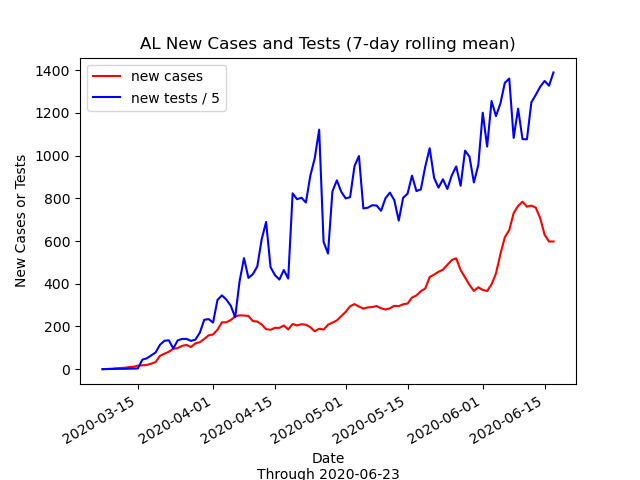 AL New Cases and Tests (7-day rolling mean)
new cases
new tests / 5
New Cases or Tests
1400
1200
1000
800
600
400
200
0
2020-03-15
2020-04-01
2020-04-15
2020-05-01
2020-05-15
2020-06-01
2020-06-15
Date
Through 2020-06-23